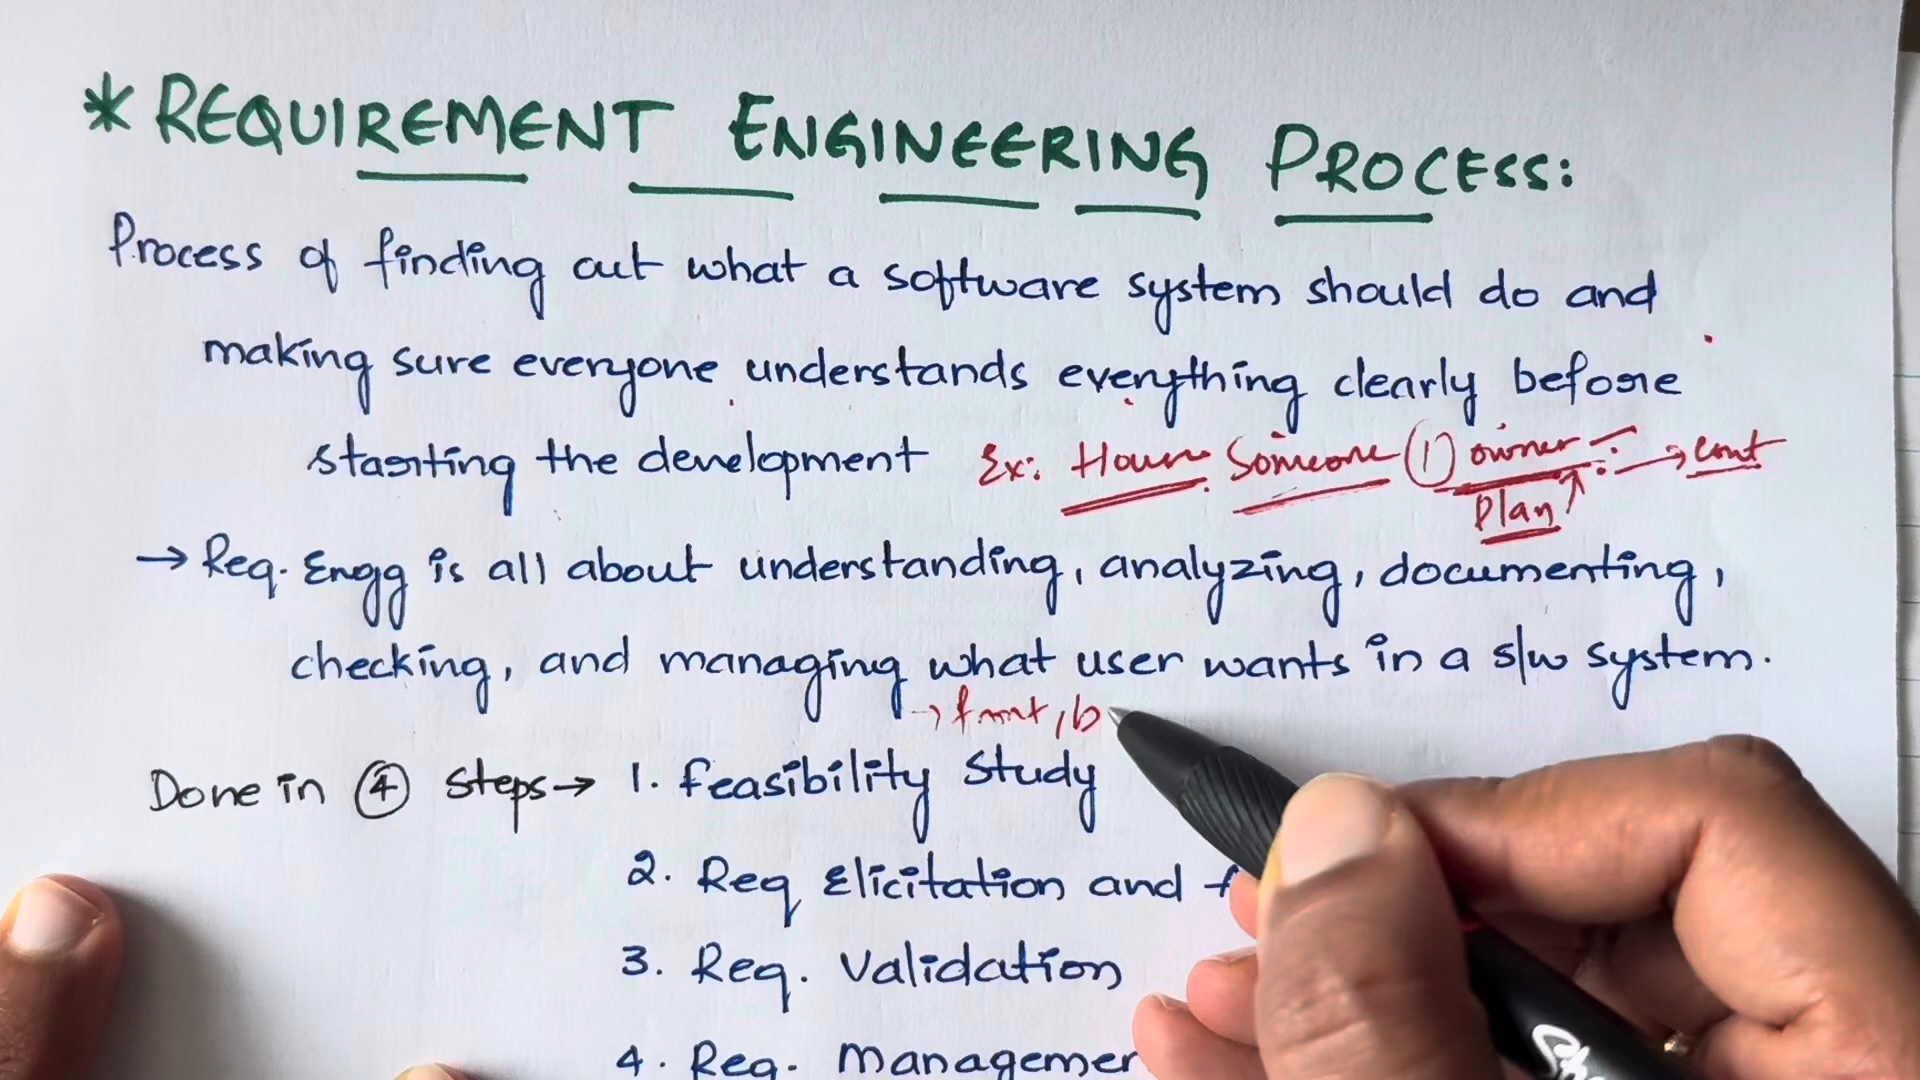 * REQUIREMENT ENGINEERING PROCESS:
Process of finding out what a software system should do and
making sure everyone understands everything clearly before
starting the development Ex: House Someone (1) owner → cont
Plan ↑
→ Req. Engg is all about understanding, analyzing, documenting,
checking, and managing what user wants in a s/w system.
→ front, b
Done in 4 Steps → 1. Feasibility Study
2. Req Elicitation and
3. Req. Validation
4. Req.